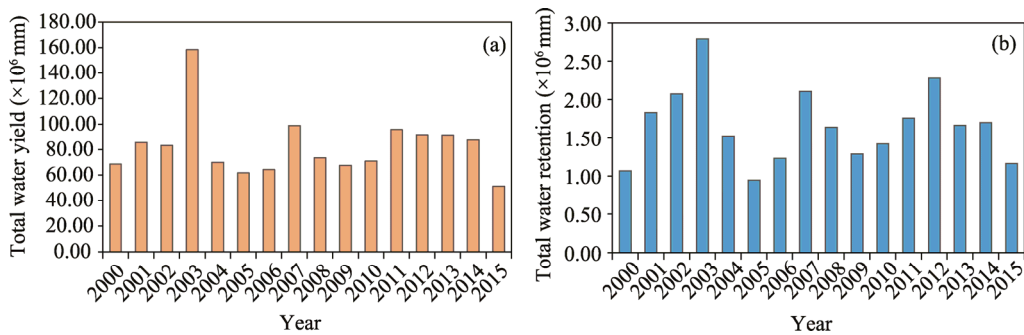 Total water yield (×10⁶ mm)
180.00
160.00
140.00
120.00
100.00
80.00
60.00
40.00
20.00
0.00
(a)
2000 2001 2002 2003 2004 2005 2006 2007 2008 2009 2010 2011 2012 2013 2014 2015
Year
Total water retention (×10⁶ mm)
3.00
2.50
2.00
1.50
1.00
0.50
0.00
(b)
2000 2001 2002 2003 2004 2005 2006 2007 2008 2009 2010 2011 2012 2013 2014 2015
Year